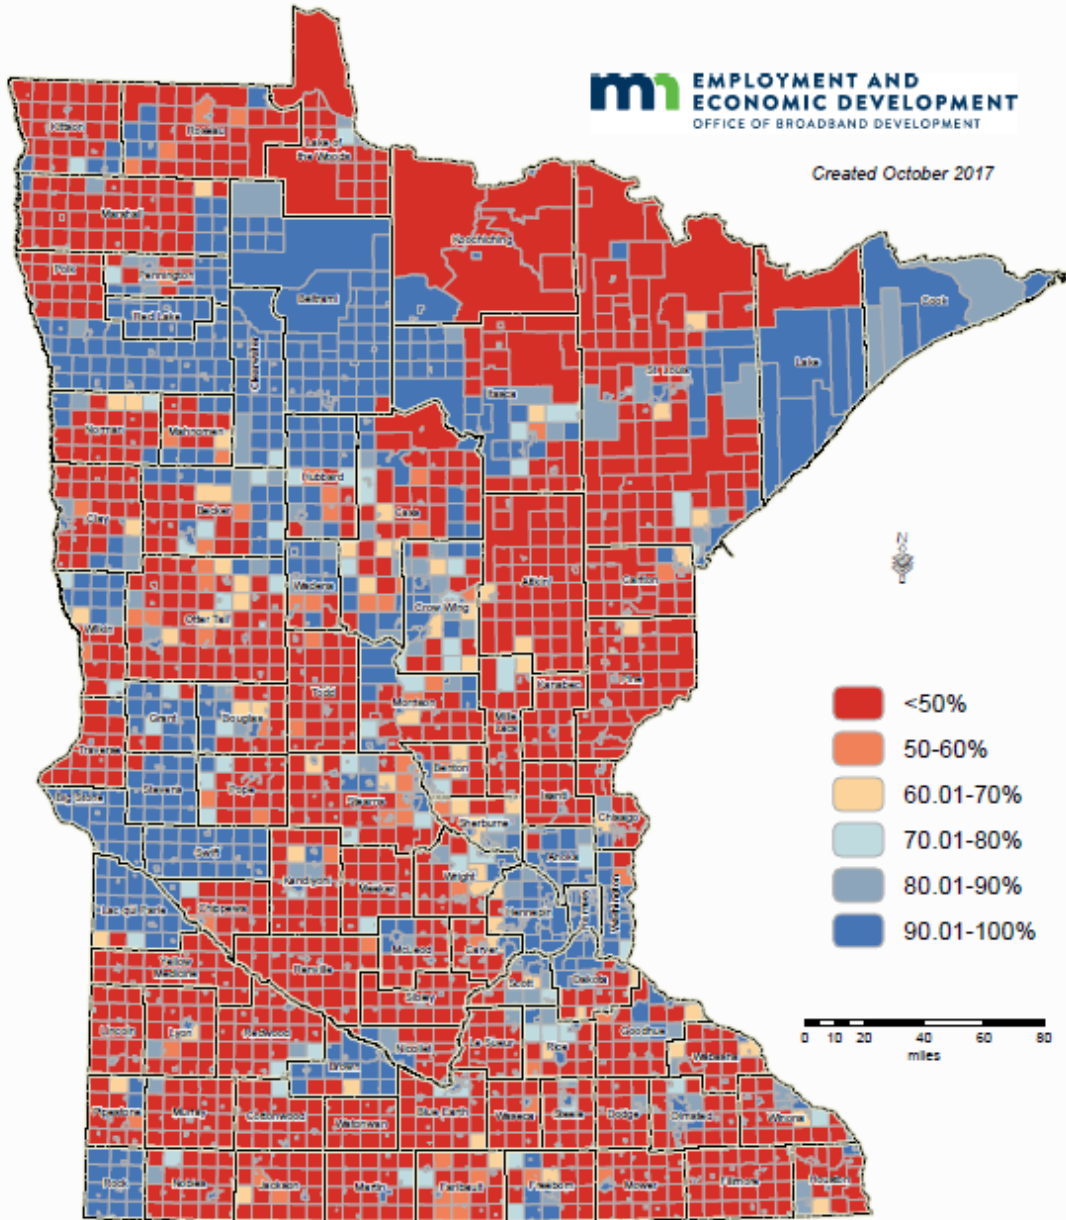 mn EMPLOYMENT AND
ECONOMIC DEVELOPMENT
OFFICE OF BROADBAND DEVELOPMENT
Created October 2017
Kittson
Roseau
Lake of
the Woods
Marshall
Koochiching
Polk
Pennington
Beltrami
Cook
Red Lake
Clearwater
Lake
St. Louis
Itasca
Norman
Mahnomen
Hubbard
Clay
Becker
Cass
N
Aitkin
Carlton
Wadena
Crow Wing
Wilkin
Otter Tail
Todd
Kanabec
Pine
Morrison
Grant
Douglas
Mille
Lacs
Traverse
Benton
Big Stone
Stevens
Pope
Stearns
Isanti
Sherburne
Chisago
Swift
Anoka
Kandiyohi
Meeker
Wright
Lac qui Parle
Chippewa
Hennepin
Ramsey
Washington
McLeod
Carver
Yellow
Medicine
Renville
Scott
Dakota
Sibley
Lincoln
Lyon
Redwood
Nicollet
Le Sueur
Rice
Goodhue
Wabasha
Brown
Pipestone
Murray
Cottonwood
Watonwan
Blue Earth
Waseca
Steele
Dodge
Olmsted
Winona
Rock
Nobles
Jackson
Martin
Faribault
Freeborn
Mower
Fillmore
Houston
<50%
50-60%
60.01-70%
70.01-80%
80.01-90%
90.01-100%
0 10 20 40 60 80
miles